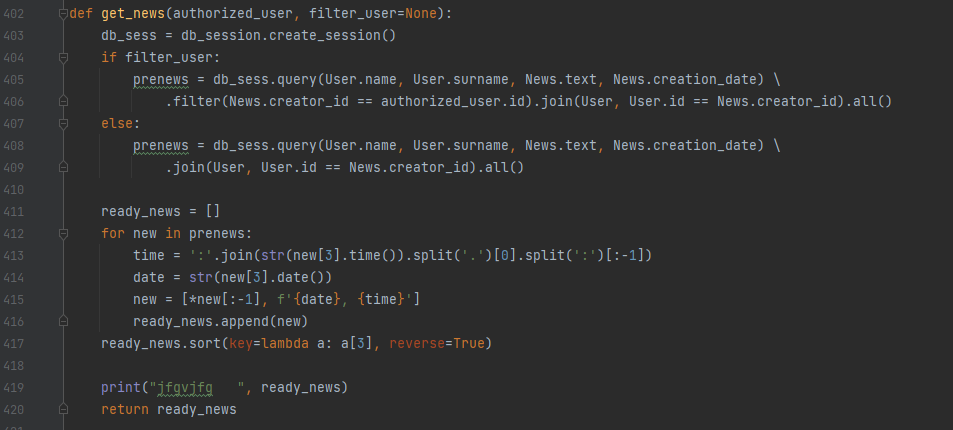 402 def get_news(authorized_user, filter_user=None):
403     db_sess = db_session.create_session()
404     if filter_user:
405         prenews = db_sess.query(User.name, User.surname, News.text, News.creation_date) \
406             .filter(News.creator_id == authorized_user.id).join(User, User.id == News.creator_id).all()
407     else:
408         prenews = db_sess.query(User.name, User.surname, News.text, News.creation_date) \
409             .join(User, User.id == News.creator_id).all()
410
411     ready_news = []
412     for new in prenews:
413         time = ':'.join(str(new[3].time()).split('.')[0].split(':')[:-1])
414         date = str(new[3].date())
415         new = [*new[:-1], f'{date}, {time}']
416         ready_news.append(new)
417     ready_news.sort(key=lambda a: a[3], reverse=True)
418
419     print("jfgvjfg   ", ready_news)
420     return ready_news